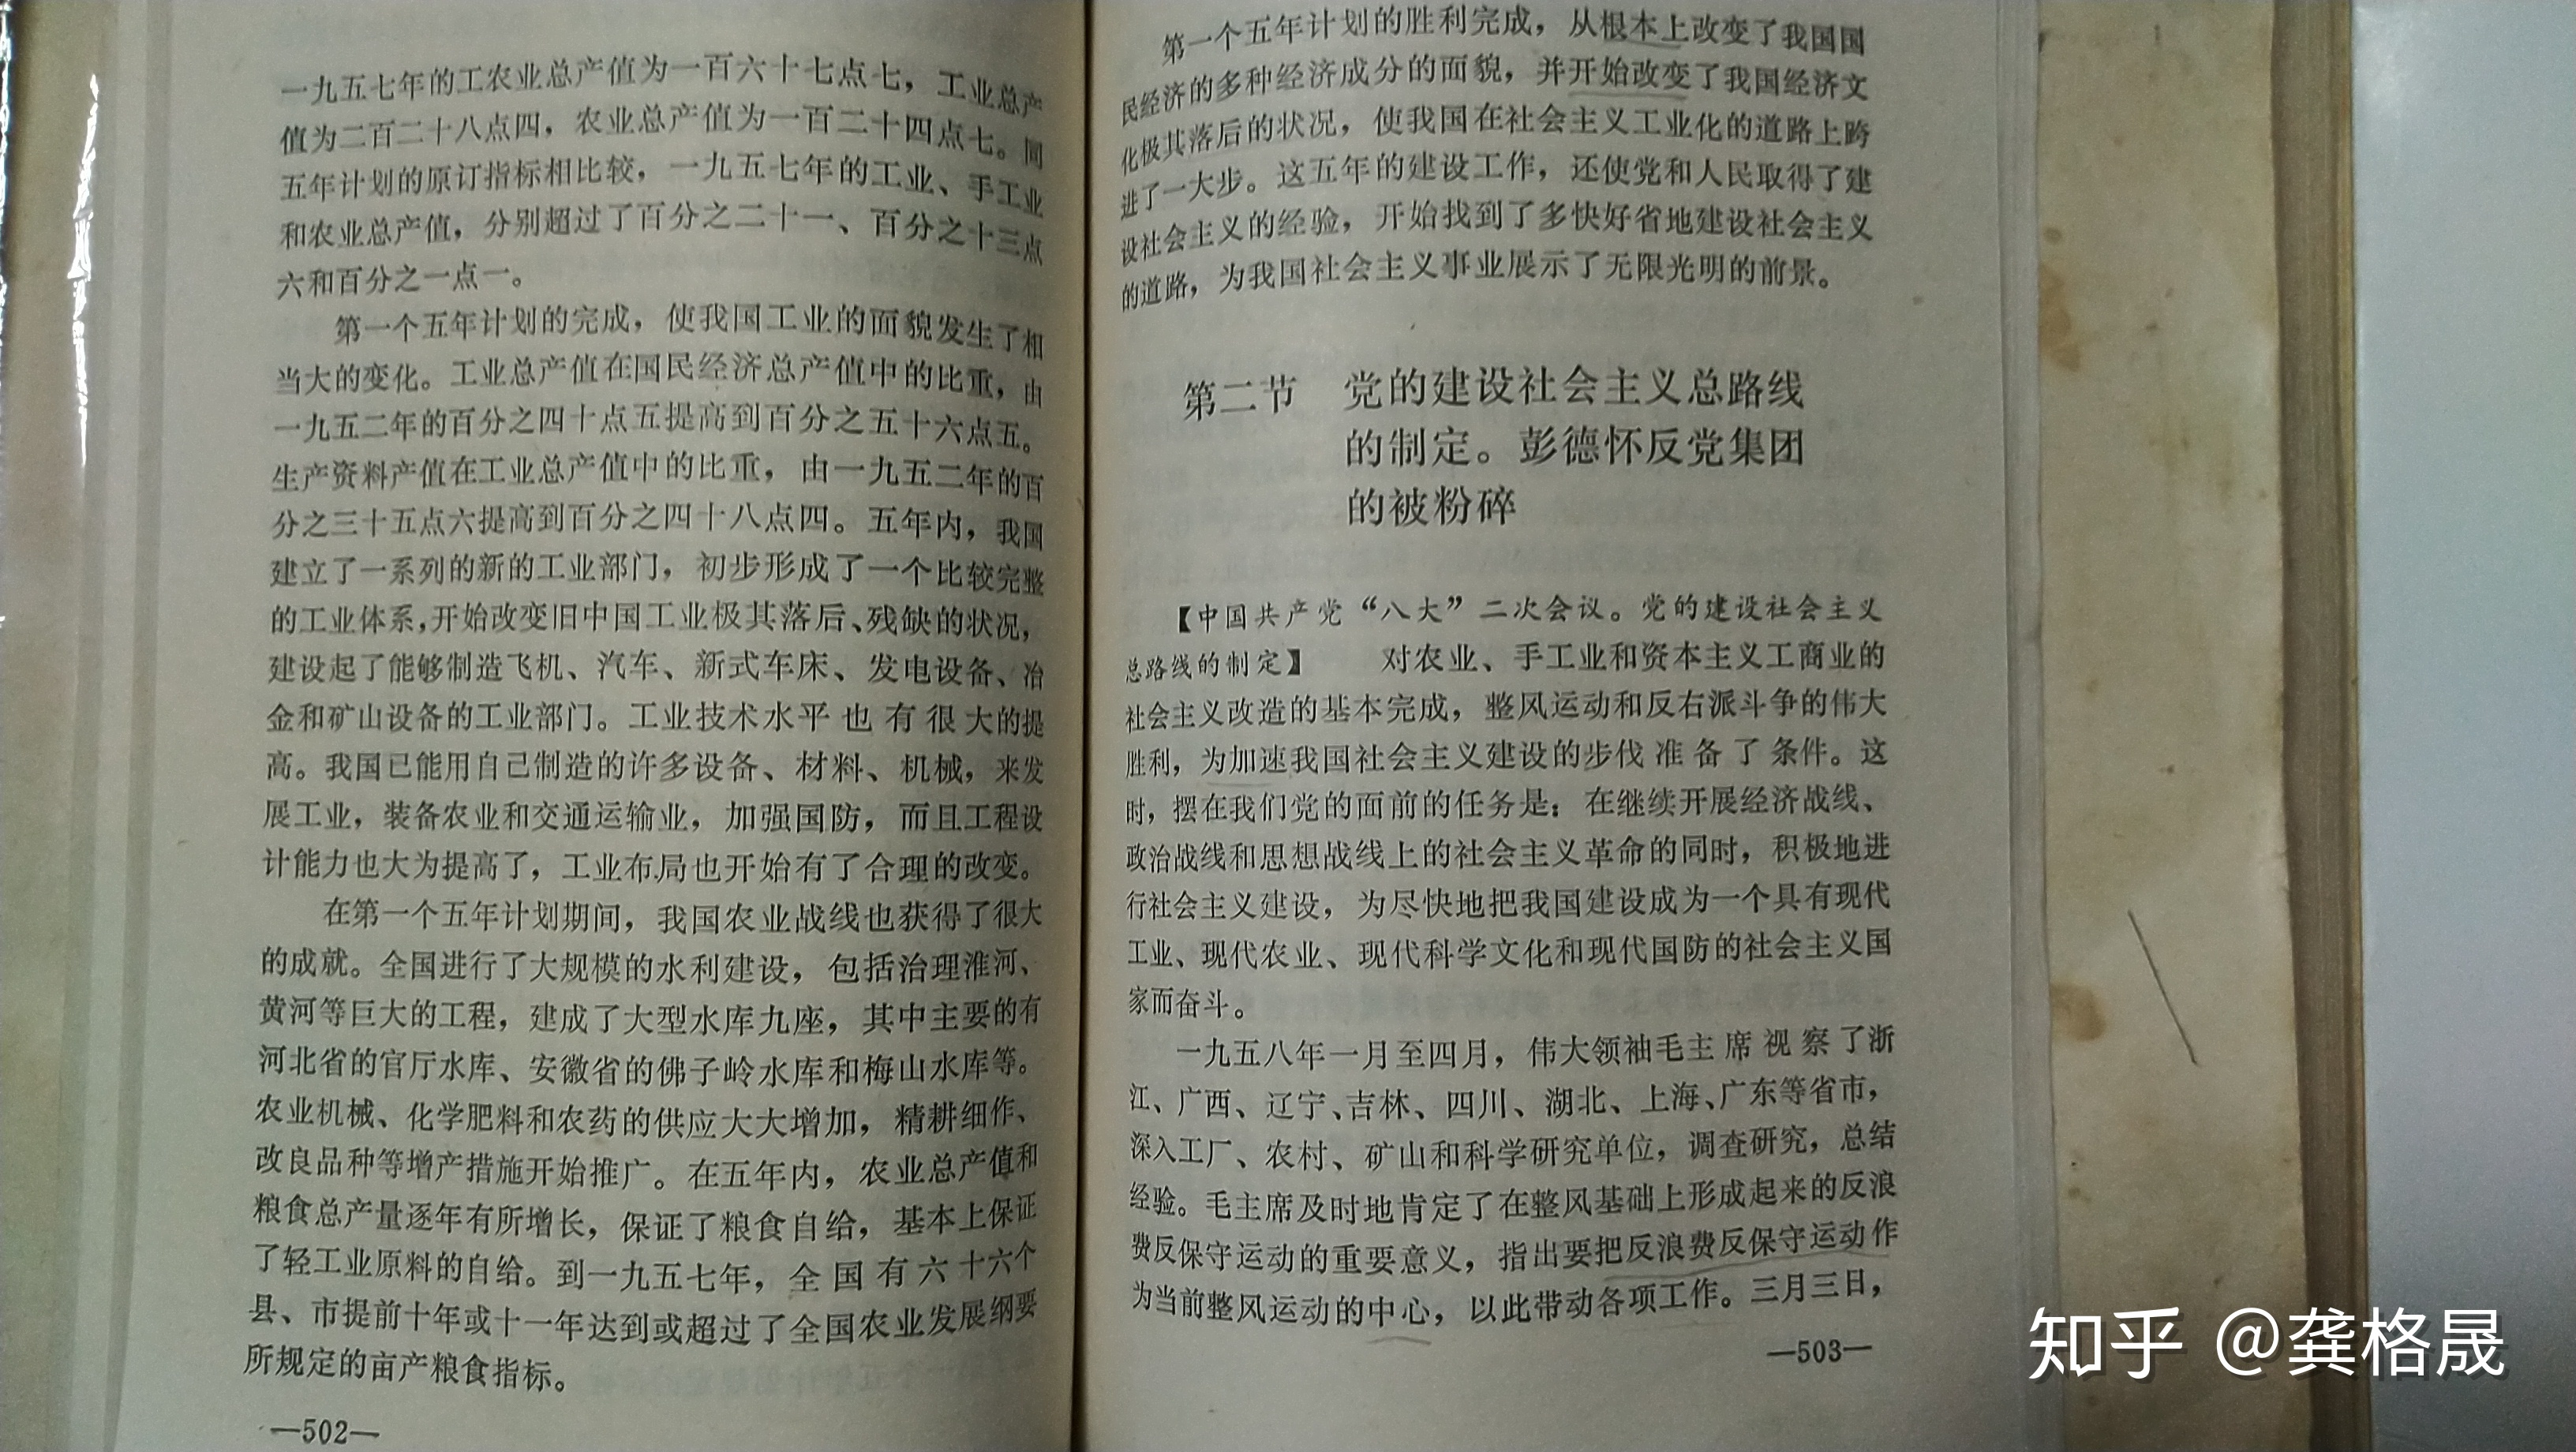 一九五七年的工农业总产值为一百六十七点七，工业总产
值为二百二十八点四，农业总产值为一百二十四点七。同
五年计划的原订指标相比较，一九五七年的工业、手工业
和农业总产值，分别超过了百分之二十一、百分之十三点
六和百分之一点一。
第一个五年计划的完成，使我国工业的面貌发生了相
当大的变化。工业总产值在国民经济总产值中的比重，由
一九五二年的百分之四十点五提高到百分之五十六点五。
生产资料产值在工业总产值中的比重，由一九五二年的百
分之三十五点六提高到百分之四十八点四。五年内，我国
建立了一系列的新的工业部门，初步形成了一个比较完整
的工业体系，开始改变旧中国工业极其落后、残缺的状况，
建设起了能够制造飞机、汽车、新式车床、发电设备、冶
金和矿山设备的工业部门。工业技术水平也有很大的提
高。我国已能用自己制造的许多设备、材料、机械，来发
展工业，装备农业和交通运输业，加强国防，而且工程设
计能力也大为提高了，工业布局也开始有了合理的改变。
在第一个五年计划期间，我国农业战线也获得了很大
的成就。全国进行了大规模的水利建设，包括治理淮河、
黄河等巨大的工程，建成了大型水库九座，其中主要的有
河北省的官厅水库、安徽省的佛子岭水库和梅山水库等。
农业机械、化学肥料和农药的供应大大增加，精耕细作、
改良品种等增产措施开始推广。在五年内，农业总产值和
粮食总产量逐年有所增长，保证了粮食自给，基本上保证
了轻工业原料的自给。到一九五七年，全国有六十六个
县、市提前十年或十一年达到或超过了全国农业发展纲要
所规定的亩产粮食指标。
—502—
第一个五年计划的胜利完成，从根本上改变了我国国
民经济的多种经济成分的面貌，并开始改变了我国经济文
化极其落后的状况，使我国在社会主义工业化的道路上跨
进了一大步。这五年的建设工作，还使党和人民取得了建
设社会主义的经验，开始找到了多快好省地建设社会主义
的道路，为我国社会主义事业展示了无限光明的前景。
第二节 党的建设社会主义总路线
的制定。彭德怀反党集团
的被粉碎
【中国共产党“八大”二次会议。党的建设社会主义
总路线的制定】 对农业、手工业和资本主义工商业的
社会主义改造的基本完成，整风运动和反右派斗争的伟大
胜利，为加速我国社会主义建设的步伐准备了条件。这
时，摆在我们党的面前的任务是：在继续开展经济战线、
政治战线和思想战线上的社会主义革命的同时，积极地进
行社会主义建设，为尽快地把我国建设成为一个具有现代
工业、现代农业、现代科学文化和现代国防的社会主义国
家而奋斗。
一九五八年一月至四月，伟大领袖毛主席视察了浙
江、广西、辽宁、吉林、四川、湖北、上海、广东等省市，
深入工厂、农村、矿山和科学研究单位，调查研究，总结
经验。毛主席及时地肯定了在整风基础上形成起来的反浪
费反保守运动的重要意义，指出要把反浪费反保守运动作
为当前整风运动的中心，以此带动各项工作。三月三日，
—503—
知乎 @龚格晟